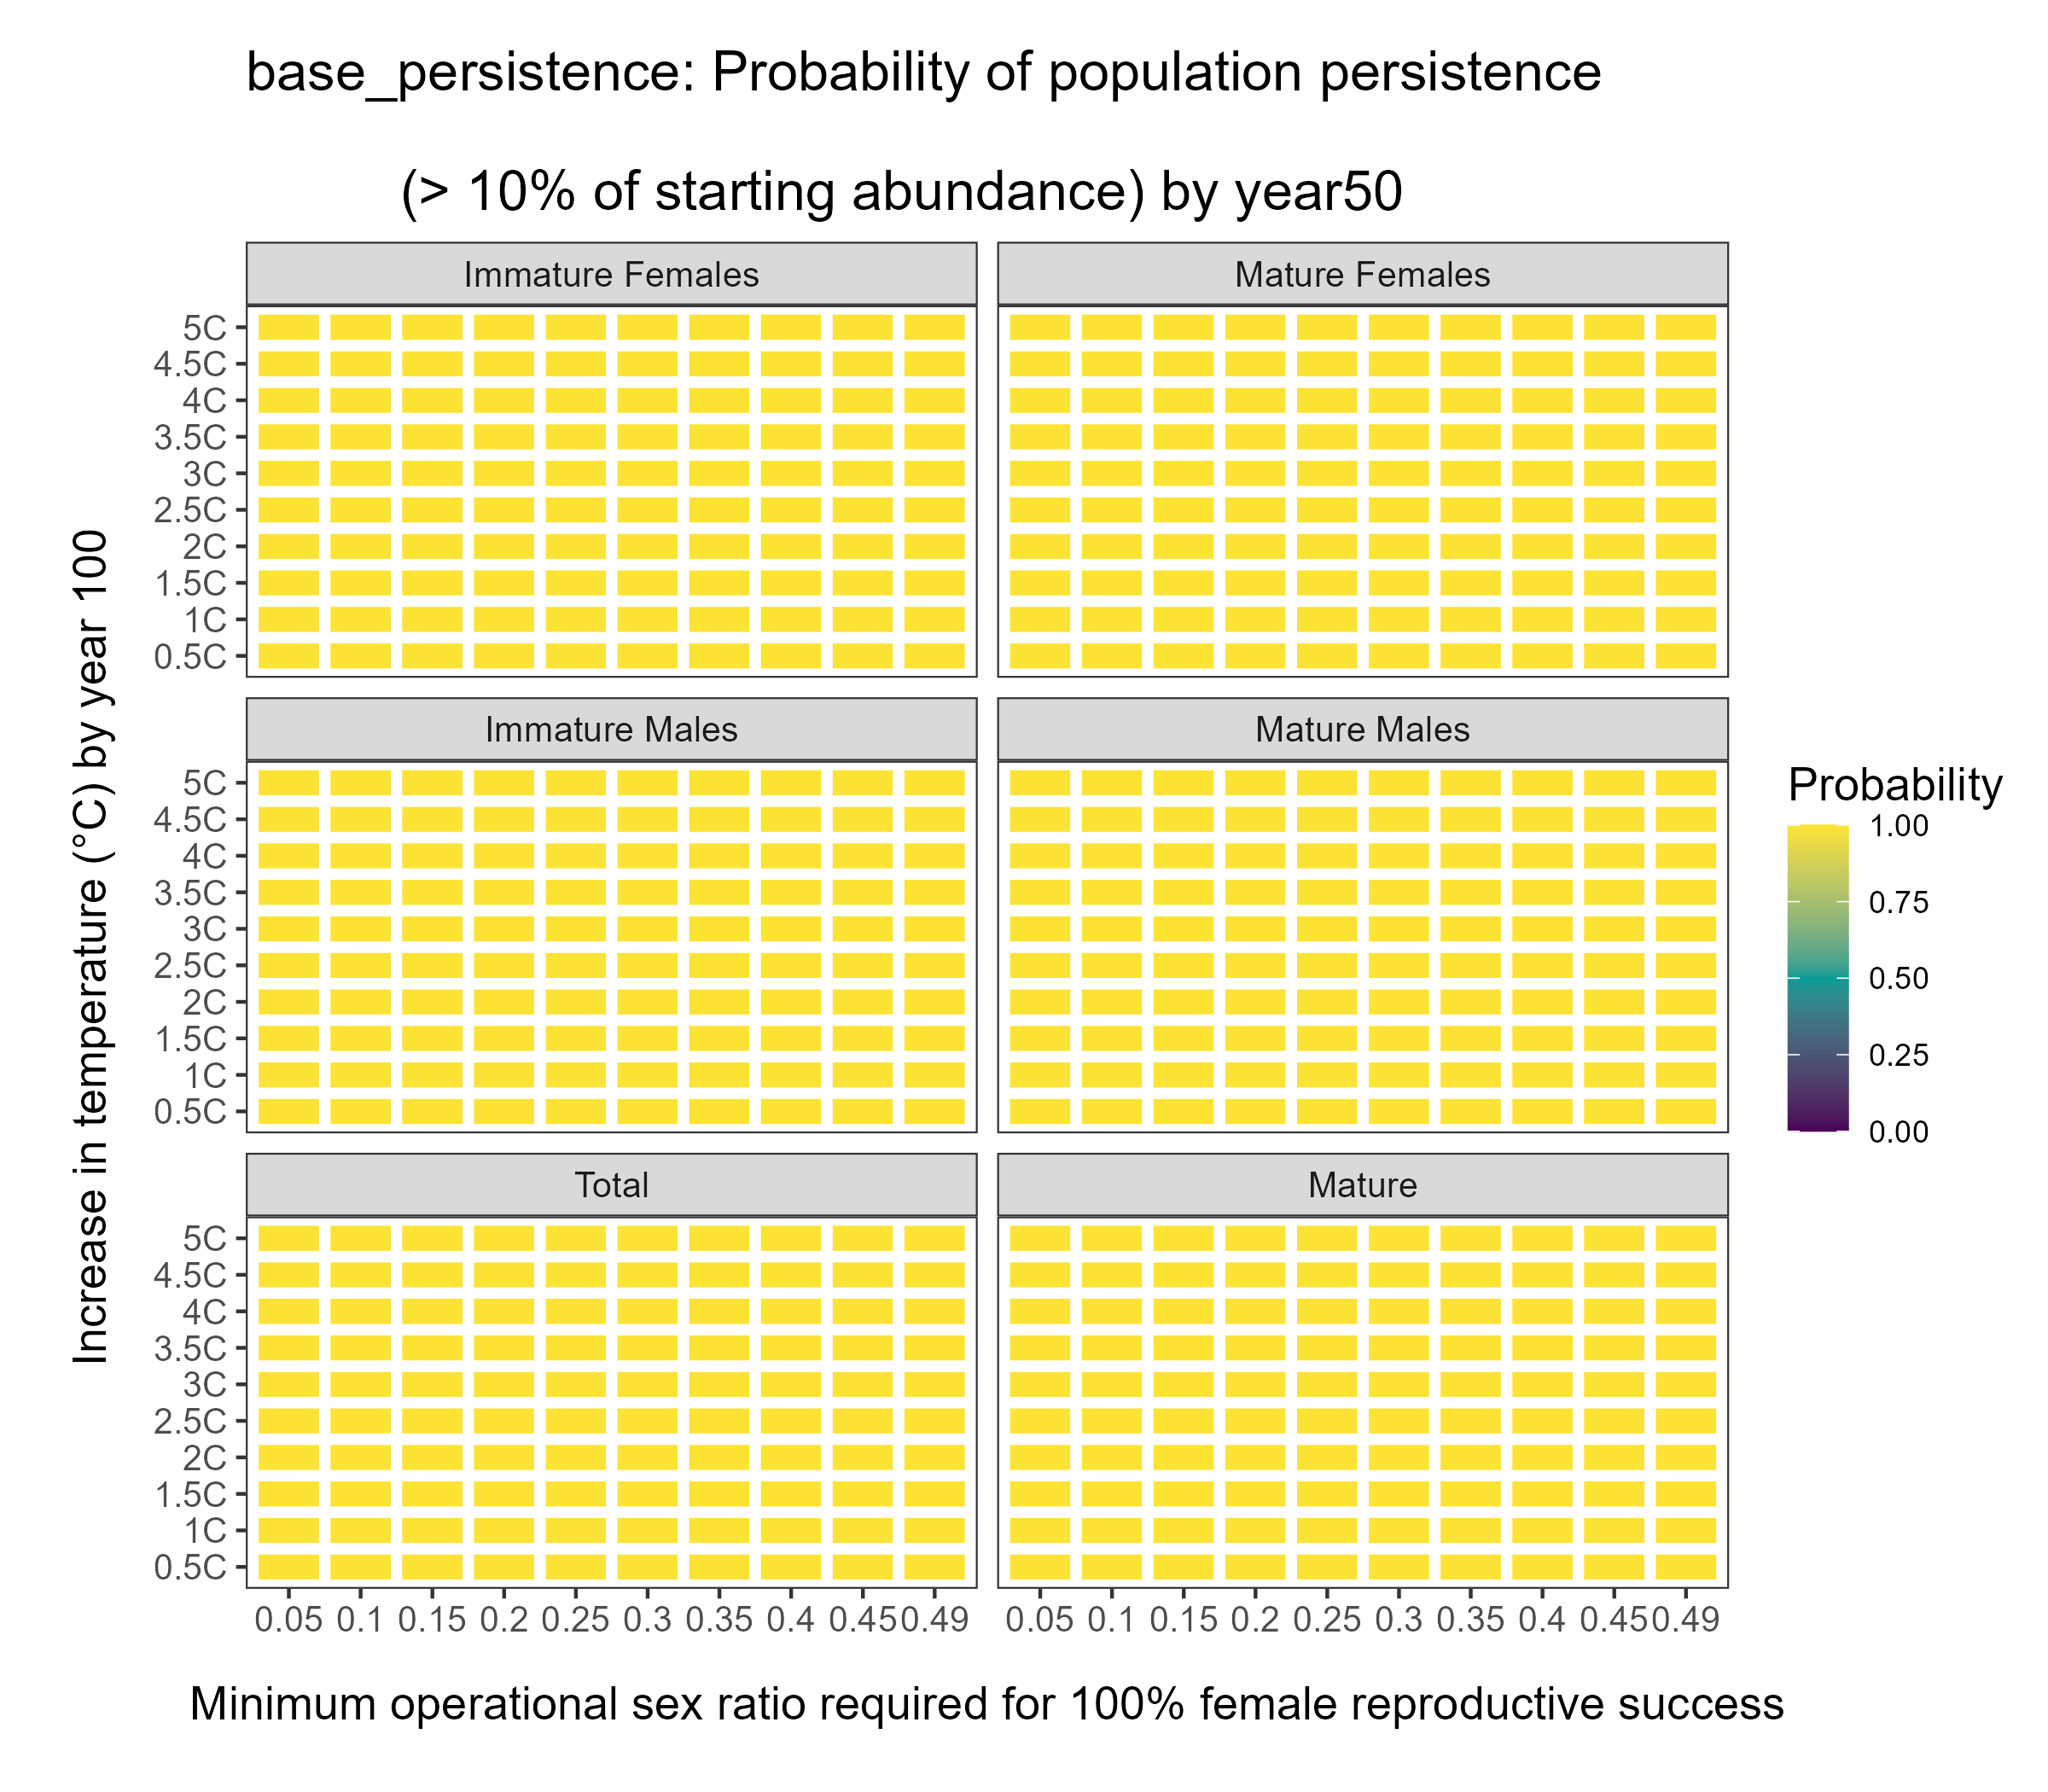 base_persistence: Probability of population persistence
(> 10% of starting abundance) by year50
Immature Females
Mature Females
5C
4.5C
4C
3.5C
3C
2.5C
2C
1.5C
1C
0.5C
Immature Males
Mature Males
5C
4.5C
4C
3.5C
3C
2.5C
2C
1.5C
1C
0.5C
Total
Mature
5C
4.5C
4C
3.5C
3C
2.5C
2C
1.5C
1C
0.5C
0.05 0.1 0.15 0.2 0.25 0.3 0.35 0.4 0.45 0.49
0.05 0.1 0.15 0.2 0.25 0.3 0.35 0.4 0.45 0.49
Increase in temperature (°C) by year 100
Minimum operational sex ratio required for 100% female reproductive success
Probability
1.00
0.75
0.50
0.25
0.00